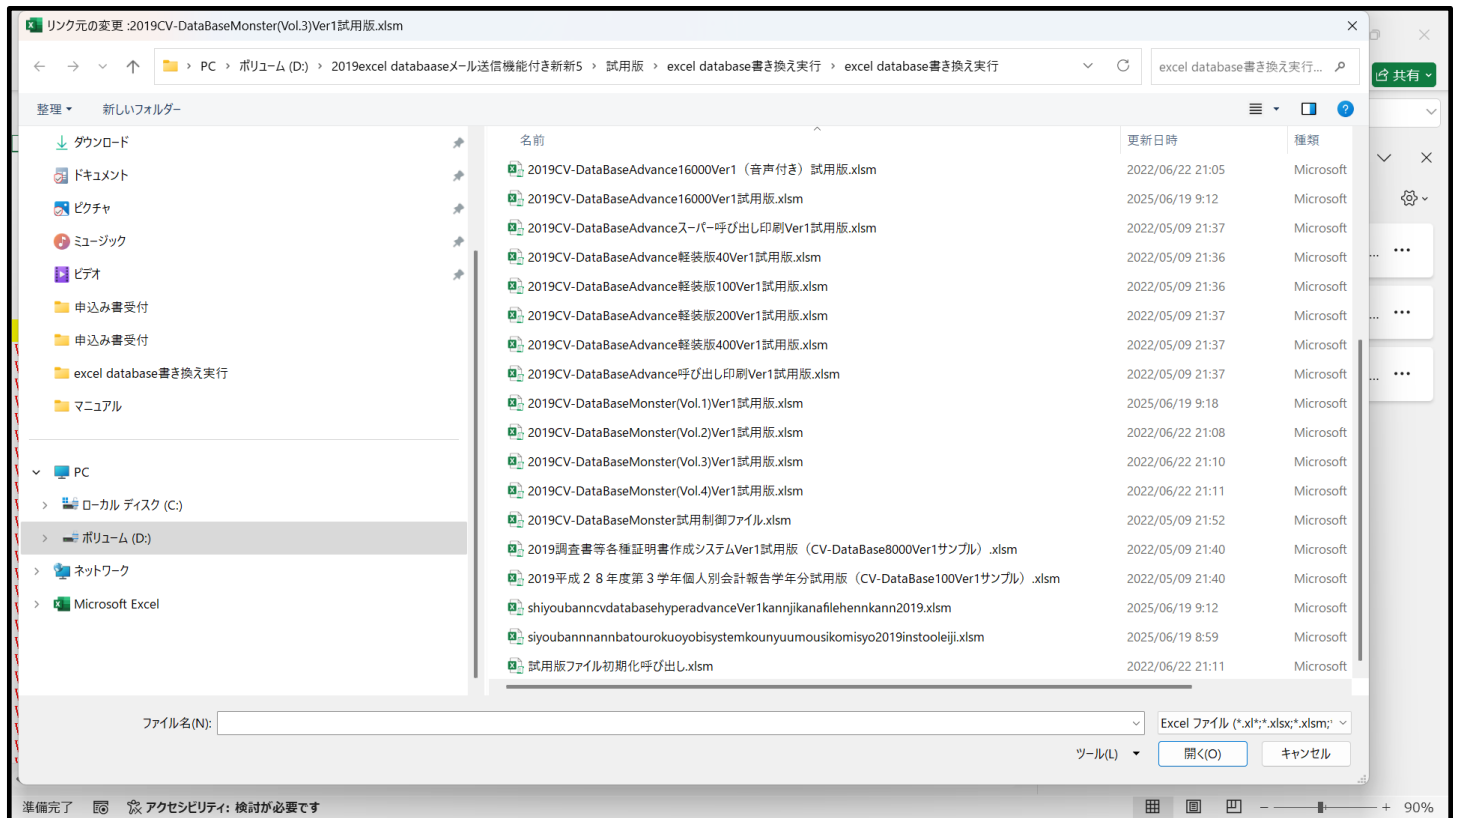 リンク元の変更 :2019CV-DataBaseMonster(Vol.3)Ver1試用版.xlsm
PC › ボリューム (D:) › 2019excel databaaseメール送信機能付き新新5 › 試用版 › excel database書き換え実行 › excel database書き換え実行
excel database書き換え実行...
共有
整理 新しいフォルダー
名前 更新日時 種類
ダウンロード
ドキュメント
ピクチャ
ミュージック
ビデオ
申込み書受付
申込み書受付
excel database書き換え実行
マニュアル
PC
ローカル ディスク (C:)
ボリューム (D:)
ネットワーク
Microsoft Excel
2019CV-DataBaseAdvance16000Ver1（音声付き）試用版.xlsm 2022/06/22 21:05 Microsoft
2019CV-DataBaseAdvance16000Ver1試用版.xlsm 2025/06/19 9:12 Microsoft
2019CV-DataBaseAdvanceスーパー呼び出し印刷Ver1試用版.xlsm 2022/05/09 21:37 Microsoft
2019CV-DataBaseAdvance軽装版40Ver1試用版.xlsm 2022/05/09 21:36 Microsoft
2019CV-DataBaseAdvance軽装版100Ver1試用版.xlsm 2022/05/09 21:36 Microsoft
2019CV-DataBaseAdvance軽装版200Ver1試用版.xlsm 2022/05/09 21:37 Microsoft
2019CV-DataBaseAdvance軽装版400Ver1試用版.xlsm 2022/05/09 21:37 Microsoft
2019CV-DataBaseAdvance呼び出し印刷Ver1試用版.xlsm 2022/05/09 21:37 Microsoft
2019CV-DataBaseMonster(Vol.1)Ver1試用版.xlsm 2025/06/19 9:18 Microsoft
2019CV-DataBaseMonster(Vol.2)Ver1試用版.xlsm 2022/06/22 21:08 Microsoft
2019CV-DataBaseMonster(Vol.3)Ver1試用版.xlsm 2022/06/22 21:10 Microsoft
2019CV-DataBaseMonster(Vol.4)Ver1試用版.xlsm 2022/06/22 21:11 Microsoft
2019CV-DataBaseMonster試用制御ファイル.xlsm 2022/05/09 21:52 Microsoft
2019調査書等各種証明書作成システムVer1試用版（CV-DataBase8000Ver1サンプル）.xlsm 2022/05/09 21:40 Microsoft
2019平成２８年度第３学年個人別会計報告学年分試用版（CV-DataBase100Ver1サンプル）.xlsm 2022/05/09 21:40 Microsoft
shiyoubanncvdatabasehyperadvanceVer1kannjikanafilehennkann2019.xlsm 2025/06/19 9:12 Microsoft
siyoubannnannbatourokuoyobisystemkounyuumousikomisyo2019instooleiji.xlsm 2025/06/19 8:59 Microsoft
試用版ファイル初期化呼び出し.xlsm 2022/06/22 21:11 Microsoft
ファイル名(N): Excel ファイル (*.xl*;*.xlsx;*.xlsm;
ツール(L) 開く(O) キャンセル
準備完了 アクセシビリティ: 検討が必要です 90%